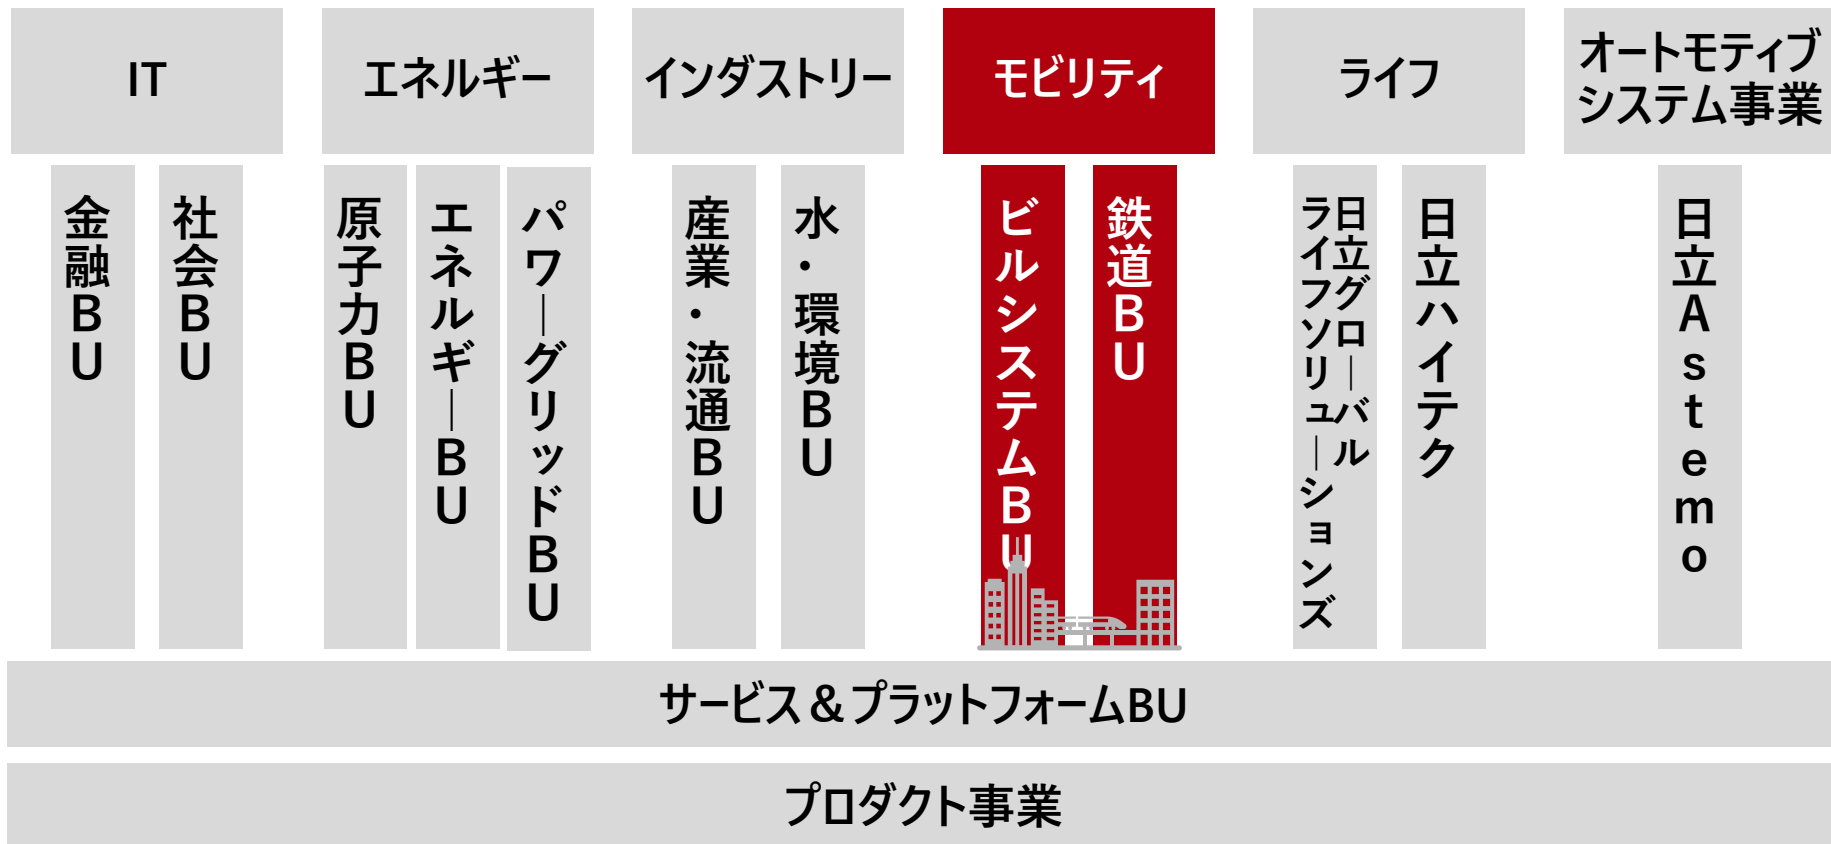 IT
エネルギー
インダストリー
モビリティ
ライフ
オートモティブ
システム事業
金融BU
社会BU
原子力BU
エネルギーBU
パワーグリッドBU
産業・流通BU
水・環境BU
ビルシステムBU
鉄道BU
日立グローバル
ライフソリューションズ
日立ハイテク
日立Astemo
サービス＆プラットフォームBU
プロダクト事業